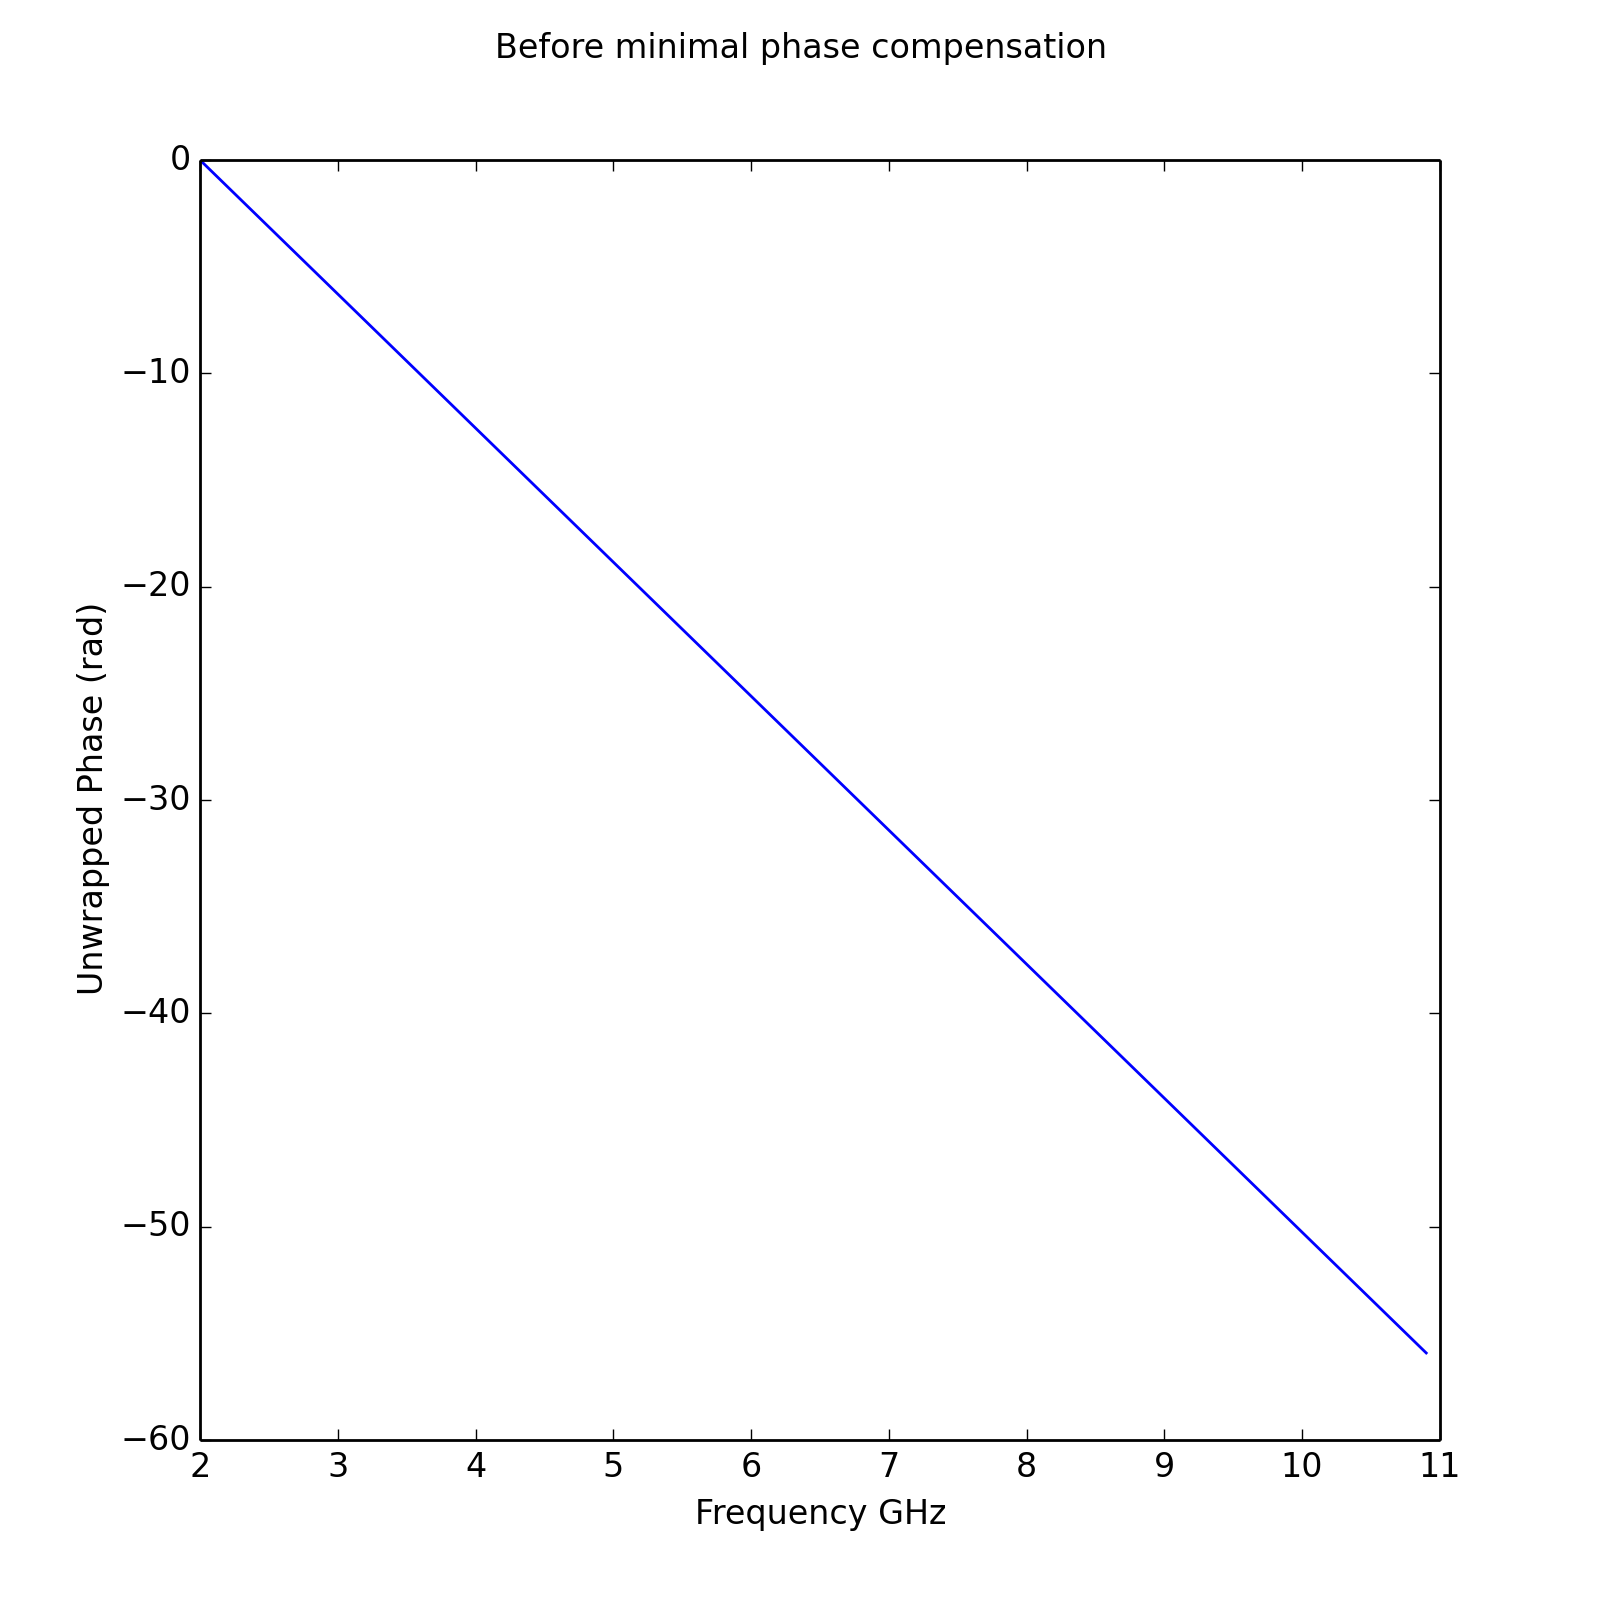 Before minimal phase compensation
0
−10
−20
−30
−40
−50
−60
Unwrapped Phase (rad)
2 3 4 5 6 7 8 9 10 11
Frequency GHz